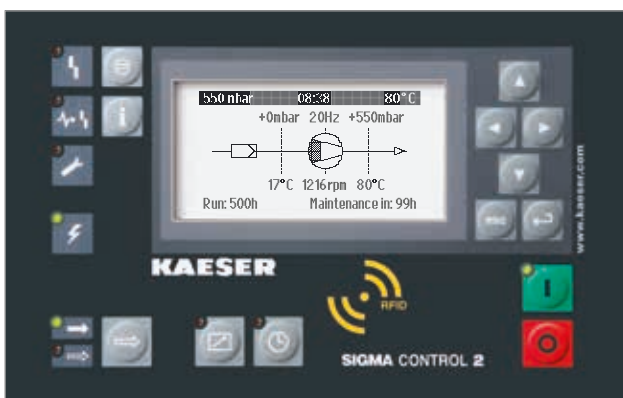 550 mbar 08:38 80°C
+0mbar 20Hz +550mbar
17°C 1216rpm 80°C
Run: 500h Maintenance in: 99h
i
esc
www.kaeser.com
KAESER
RFID
I
O
SIGMA CONTROL 2